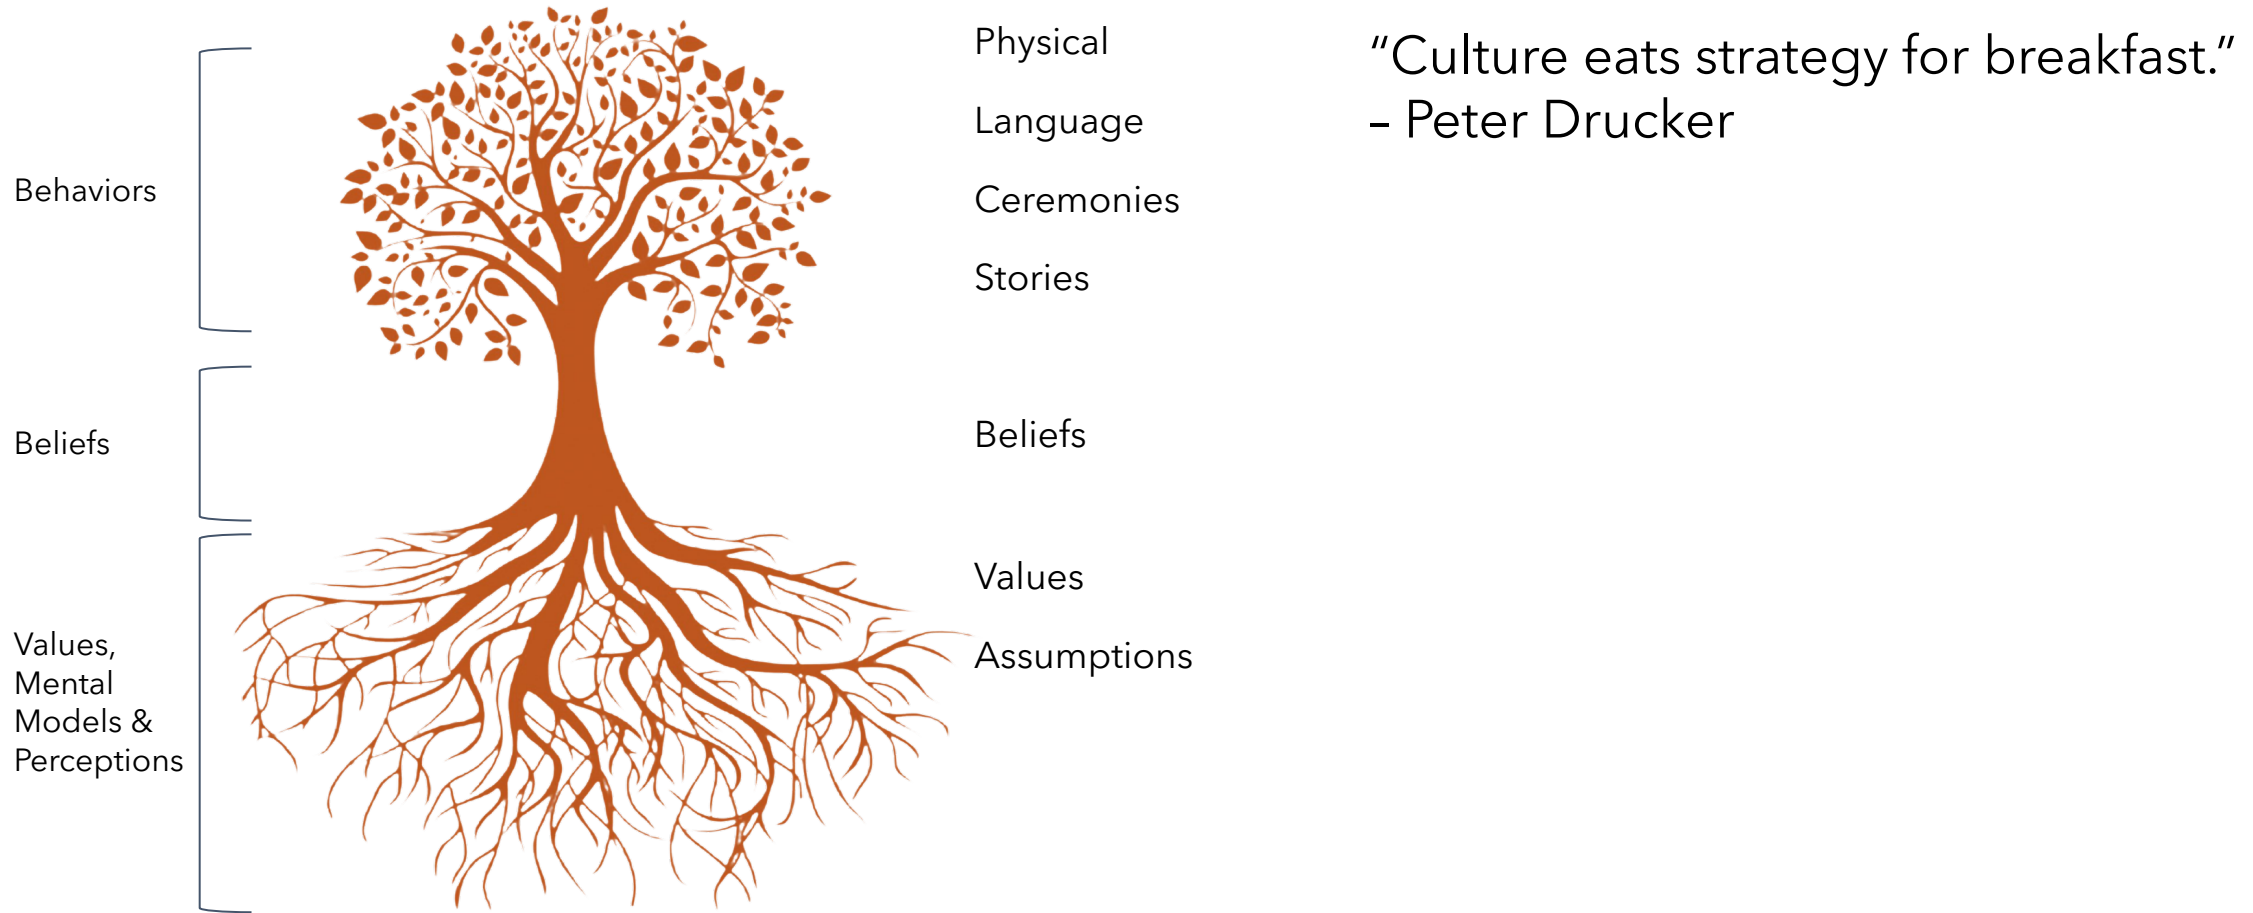 Behaviors
Beliefs
Values,
Mental
Models &
Perceptions
Physical
Language
Ceremonies
Stories
Beliefs
Values
Assumptions
“Culture eats strategy for breakfast.”
– Peter Drucker